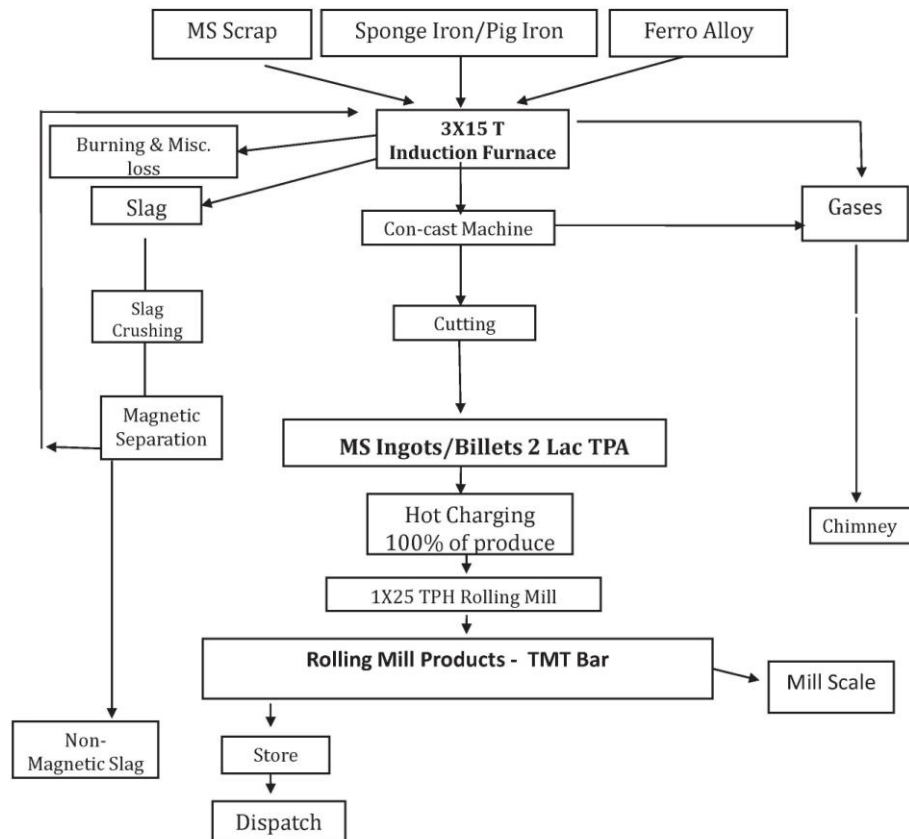 MS Scrap
Sponge Iron/Pig Iron
Ferro Alloy
3X15 T
Induction Furnace
Burning & Misc.
loss
Slag
Gases
Con-cast Machine
Slag
Crushing
Cutting
Magnetic
Separation
MS Ingots/Billets 2 Lac TPA
Hot Charging
100% of produce
Chimney
1X25 TPH Rolling Mill
Rolling Mill Products - TMT Bar
Mill Scale
Non-
Magnetic Slag
Store
Dispatch